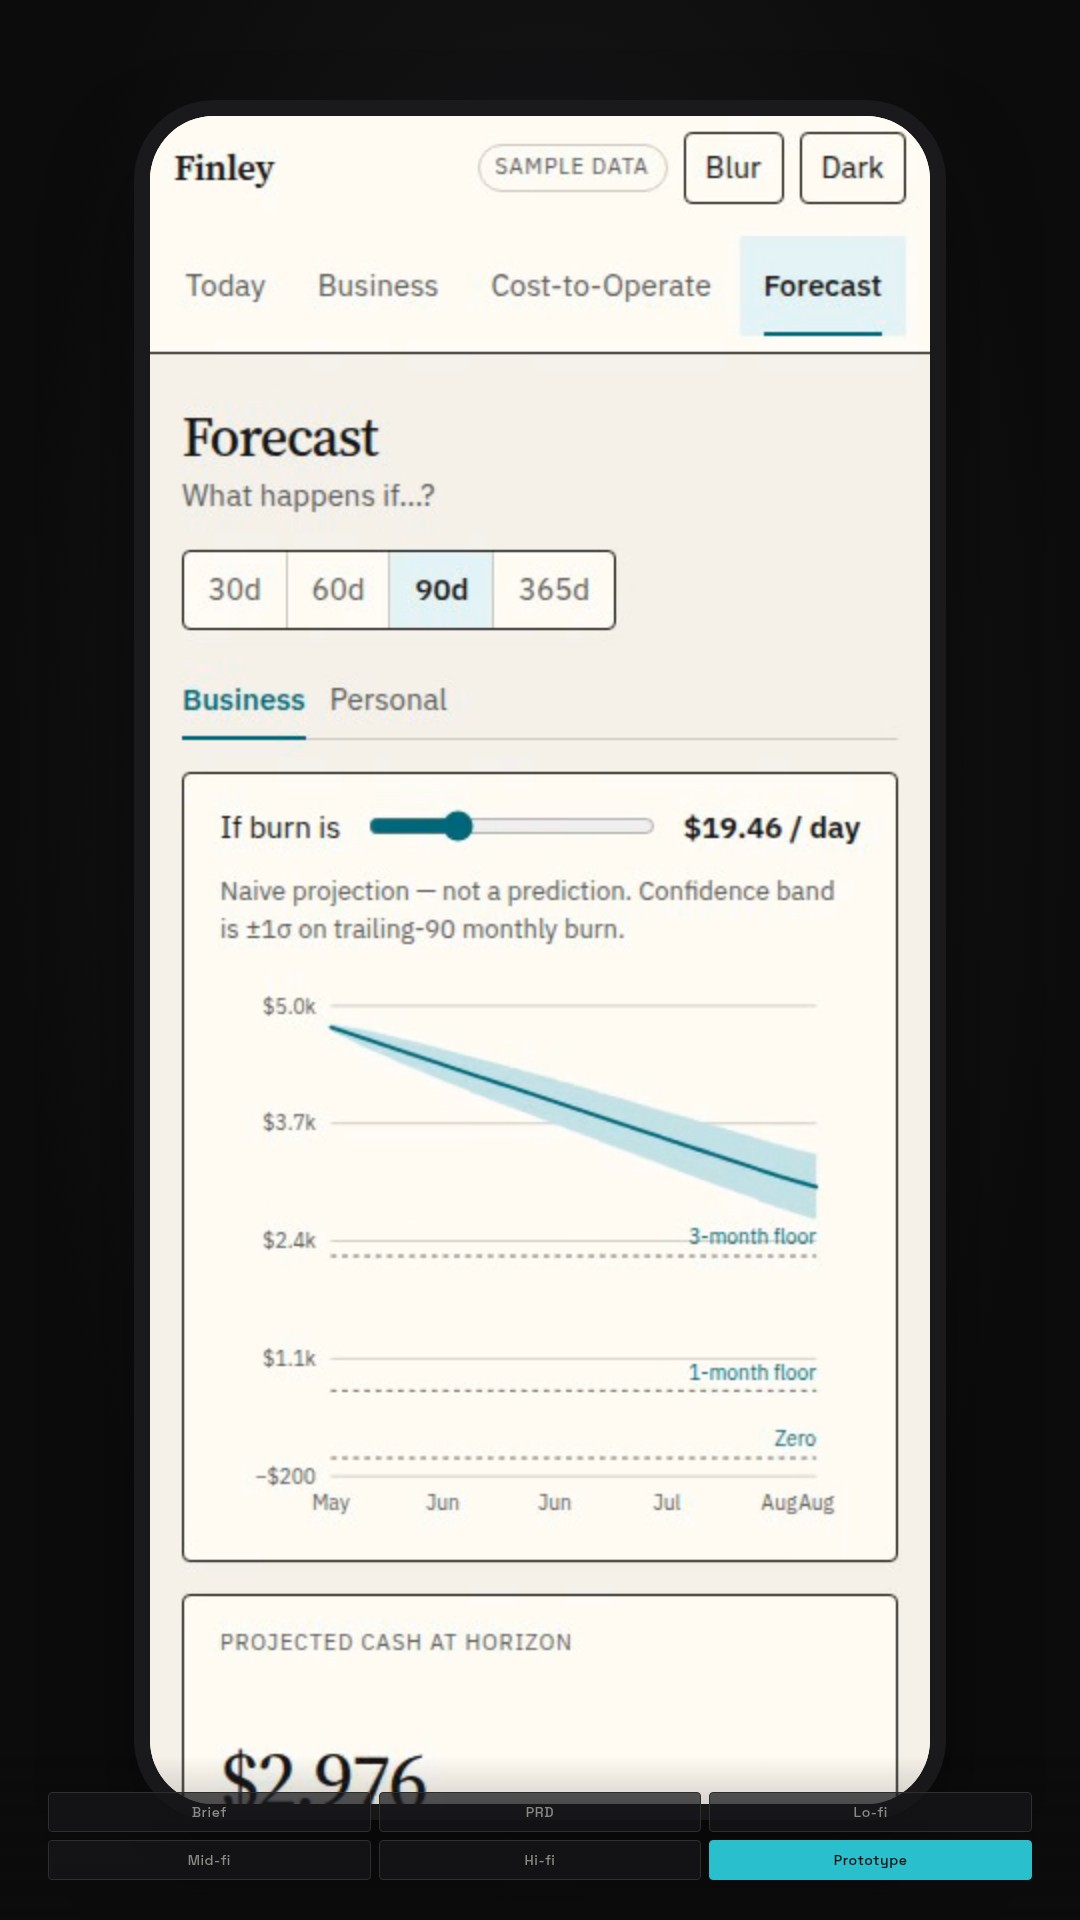 Finley
SAMPLE DATA
Blur
Dark
Today Business Cost-to-Operate Forecast
Forecast
What happens if...?
30d 60d 90d 365d
Business Personal
If burn is $19.46 / day
Naive projection — not a prediction. Confidence band
is ±1σ on trailing-90 monthly burn.
$5.0k
$3.7k
$2.4k
3-month floor
$1.1k
1-month floor
Zero
−$200
May Jun Jun Jul Aug Aug
PROJECTED CASH AT HORIZON
$2,976
Brief PRD Lo-fi
Mid-fi Hi-fi Prototype